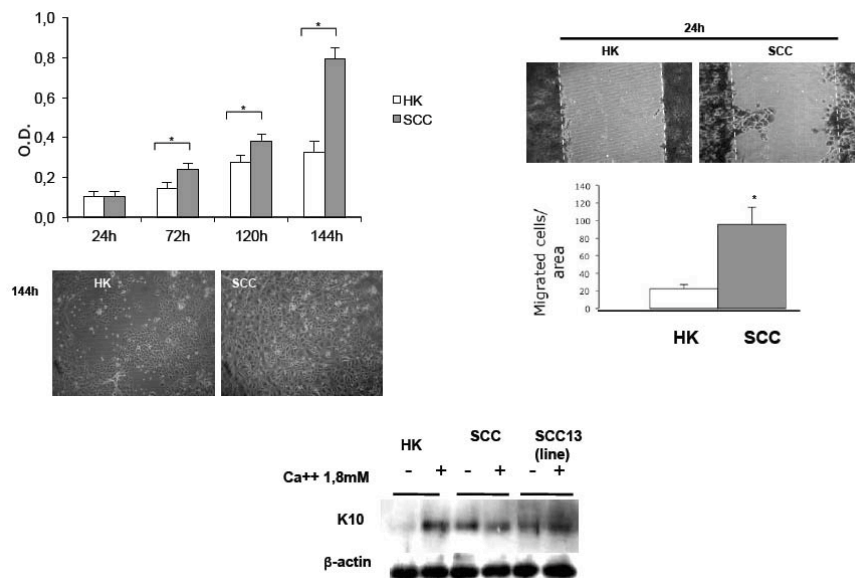 1,0
0,8
0,6
0,4
0,2
0,0
O.D.
*
*
*
24h 72h 120h 144h
HK
SCC
144h
HK
SCC
24h
HK SCC
140
120
100
80
60
40
20
0
Migrated cells/
area
*
HK SCC
HK SCC SCC13
(line)
Ca++ 1,8mM - + - + - +
K10
β-actin